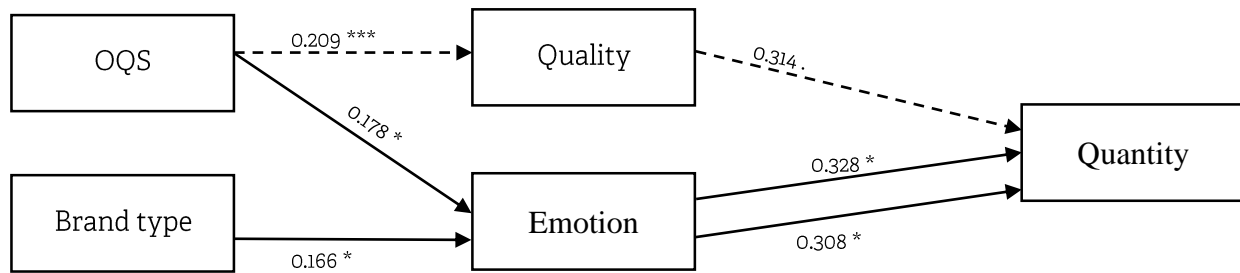 OQS
0.209 ***
Quality
0.314 .
0.178 *
Quantity
0.328 *
Brand type
Emotion
0.166 *
0.308 *